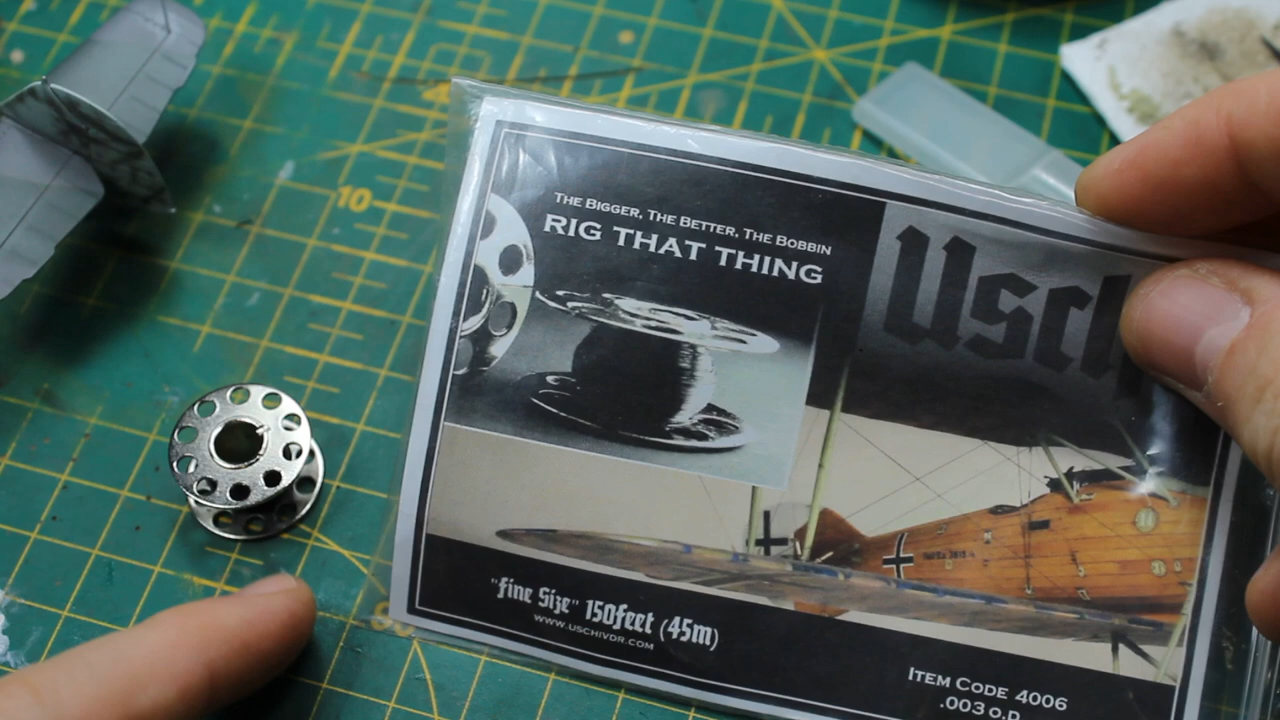 10
THE BIGGER, THE BETTER, THE BOBBIN
RIG THAT THING
"fine Size" 150feet (45m)
WWW.USCHIVDR.COM
ITEM CODE 4006
.003 O.D